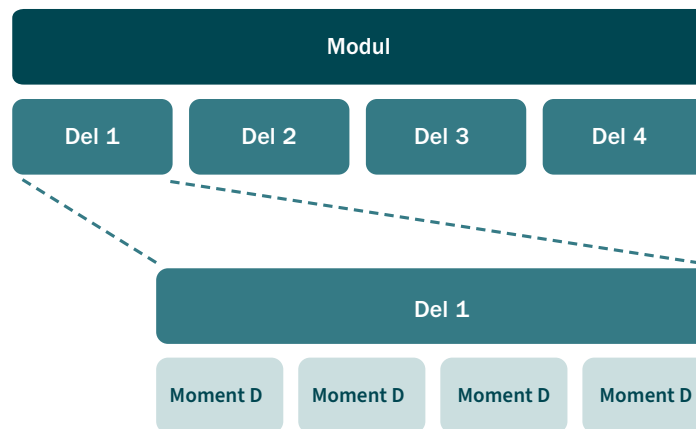 Modul
Del 1 Del 2 Del 3 Del 4
Del 1
Moment D Moment D Moment D Moment D